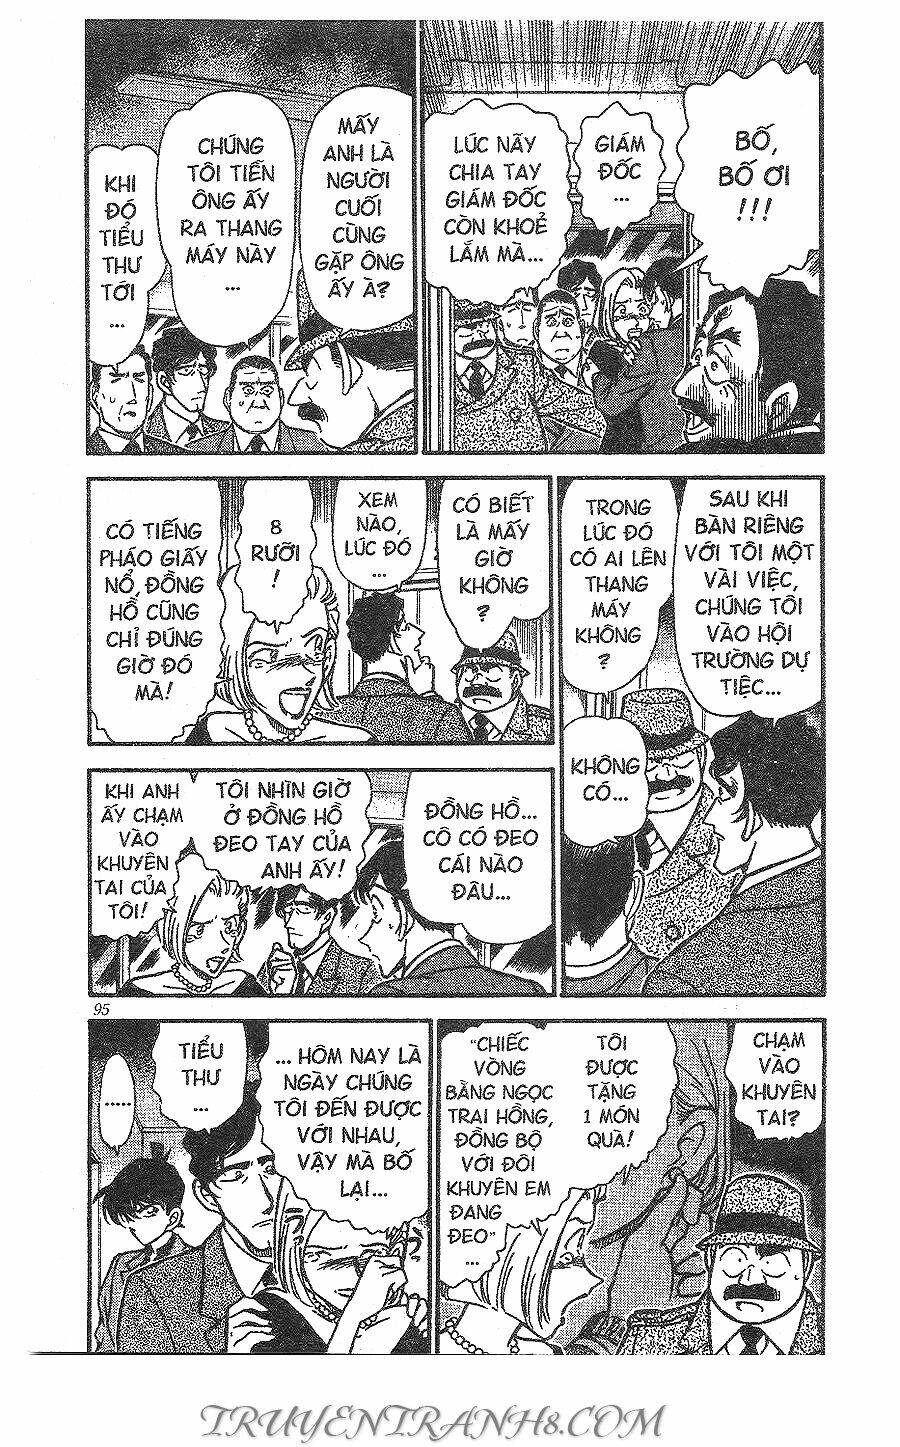 BỐ,
BỐ ƠI
!!!
GIÁM
ĐỐC
...
LÚC NÃY
CHIA TAY
GIÁM ĐỐC
CÒN KHOẺ
LẮM MÀ...
MẤY
ANH LÀ
NGƯỜI
CUỐI
CÙNG
GẶP ÔNG
ẤY À?
CHÚNG
TÔI TIỄN
ÔNG ẤY
RA THANG
MÁY NÀY
...
KHI
ĐÓ
TIỂU
THƯ
TỚI
...
SAU KHI
BÀN RIÊNG
VỚI TÔI MỘT
VÀI VIỆC,
CHÚNG TÔI
VÀO HỘI
TRƯỜNG DỰ
TIỆC...
TRONG
LÚC ĐÓ
CÓ AI LÊN
THANG
MÁY
KHÔNG
?
KHÔNG
CÓ...
CÓ BIẾT
LÀ MẤY
GIỜ
KHÔNG
?
XEM
NÀO,
LÚC ĐÓ
...
8
RƯỠI
!
CÓ TIẾNG
PHÁO GIẤY
NỔ, ĐỒNG
HỒ CŨNG
CHỈ ĐÚNG
GIỜ ĐÓ
MÀ!
ĐỒNG HỒ...
CÔ CÓ ĐEO
CÁI NÀO
ĐÂU...
TÔI NHÌN GIỜ
Ở ĐỒNG HỒ
ĐEO TAY CỦA
ANH ẤY!
KHI ANH
ẤY CHẠM
VÀO
KHUYÊN
TAI CỦA
TÔI!
95
CHẠM
VÀO
KHUYÊN
TAI?
TÔI
ĐƯỢC
TẶNG
1 MÓN
QUÀ!
"CHIẾC
VÒNG
BẰNG NGỌC
TRAI HỒNG,
ĐỒNG BỘ
VỚI ĐÔI
KHUYÊN EM
ĐANG
ĐEO"
...
... HÔM NAY LÀ
NGÀY CHÚNG
TÔI ĐẾN ĐƯỢC
VỚI NHAU,
VẬY MÀ BỐ
LẠI...
TIỂU
THƯ
...
.....
TRUYENTRANH8.COM